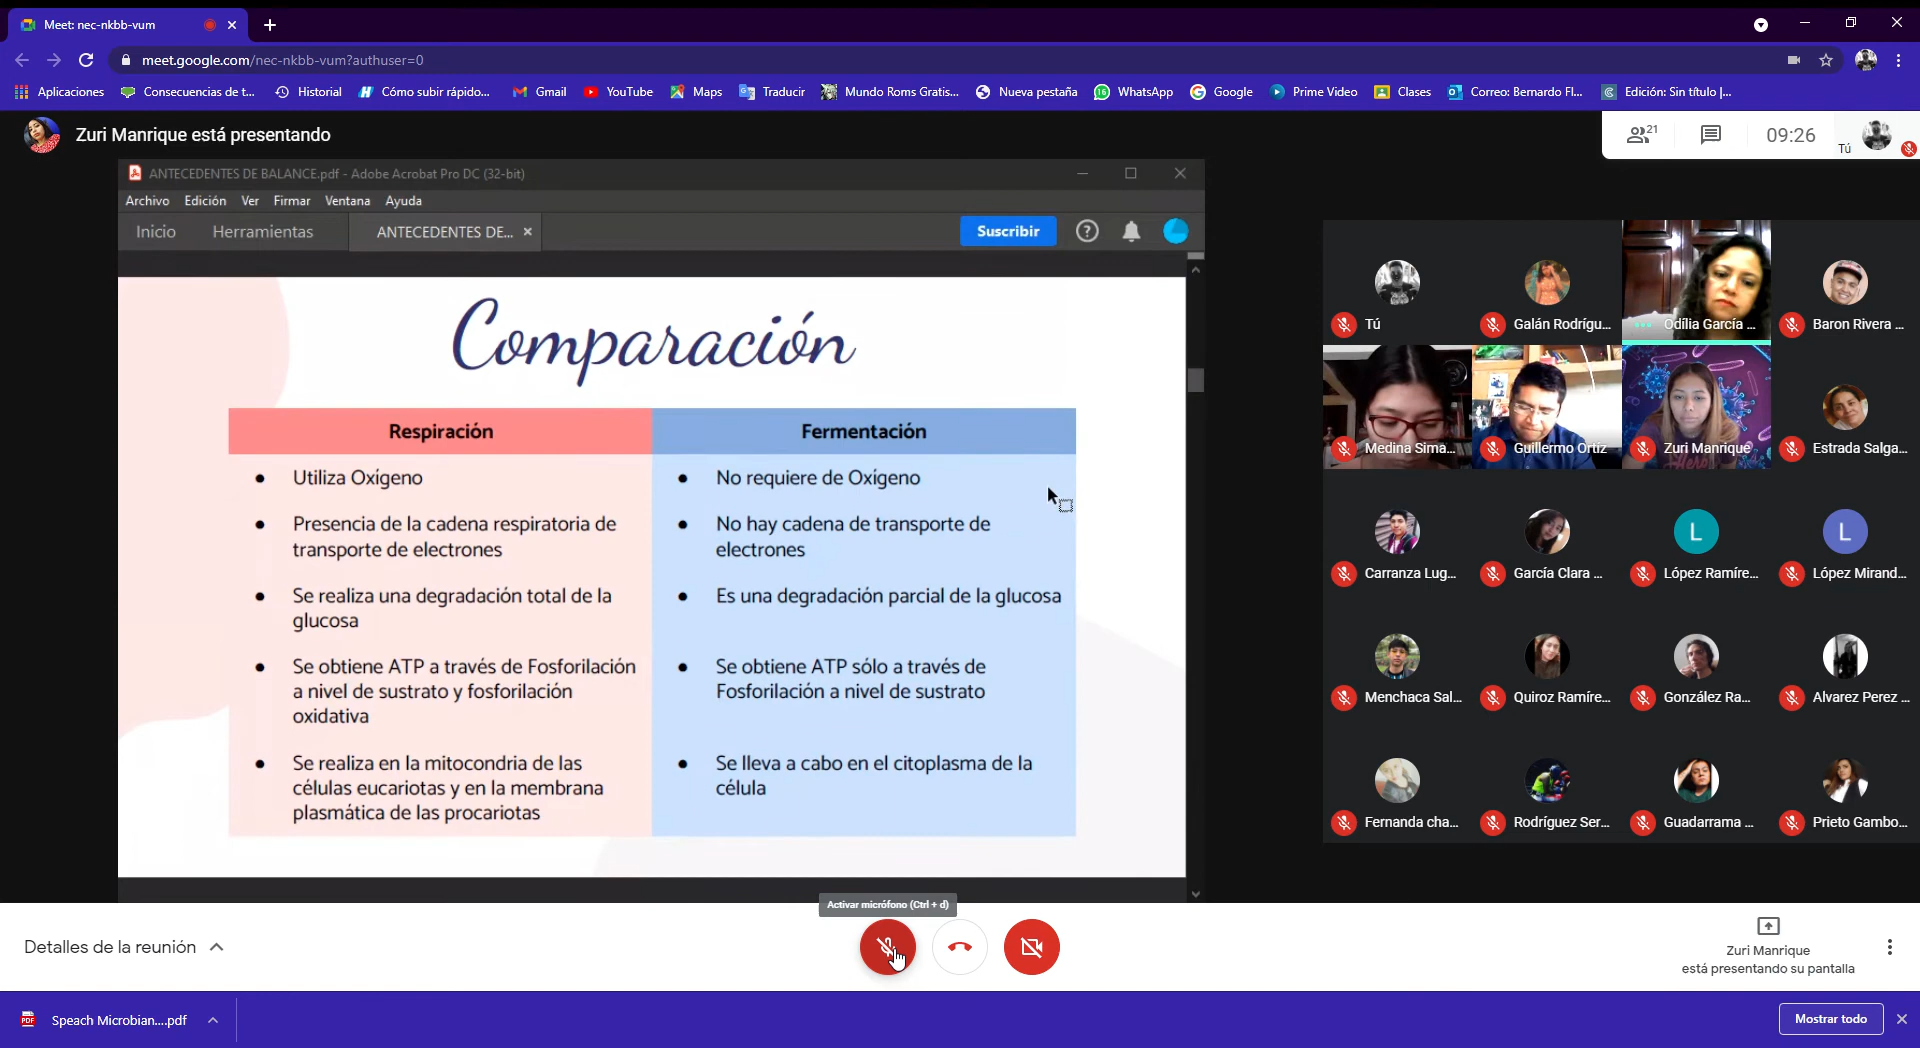 Meet: nec-nkbb-vum
meet.google.com/nec-nkbb-vum?authuser=0
Aplicaciones
Consecuencias de t...
Historial
Cómo subir rápido...
Gmail
YouTube
Maps
Traducir
Mundo Roms Gratis...
Nueva pestaña
16
WhatsApp
Google
Prime Video
Clases
Correo: Bernardo Fl...
Edición: Sin título |...
Zuri Manrique está presentando
21
09:26
Tú
ANTECEDENTES DE BALANCE.pdf - Adobe Acrobat Pro DC (32-bit)
Archivo Edición Ver Firmar Ventana Ayuda
Inicio Herramientas ANTECEDENTES DE...
Suscribir
Comparación
Respiración
Utiliza Oxígeno
Presencia de la cadena respiratoria de
transporte de electrones
Se realiza una degradación total de la
glucosa
Se obtiene ATP a través de Fosforilación
a nivel de sustrato y fosforilación
oxidativa
Se realiza en la mitocondria de las
células eucariotas y en la membrana
plasmática de las procariotas
Fermentación
No requiere de Oxígeno
No hay cadena de transporte de
electrones
Es una degradación parcial de la glucosa
Se obtiene ATP sólo a través de
Fosforilación a nivel de sustrato
Se lleva a cabo en el citoplasma de la
célula
Tú
Galán Rodrígu...
Odilia García ...
Baron Rivera ...
Medina Sima...
Guillermo Ortiz
Zuri Manrique
Estrada Salga...
Carranza Lug...
García Clara ...
L
López Ramíre...
L
López Mirand...
Menchaca Sal...
Quiroz Ramíre...
González Ra...
Alvarez Perez ...
Fernanda cha...
Rodríguez Ser...
Guadarrama ...
Prieto Gambo...
Activar micrófono (Ctrl + d)
Detalles de la reunión
Zuri Manrique
está presentando su pantalla
PDF
Speach Microbian....pdf
Mostrar todo